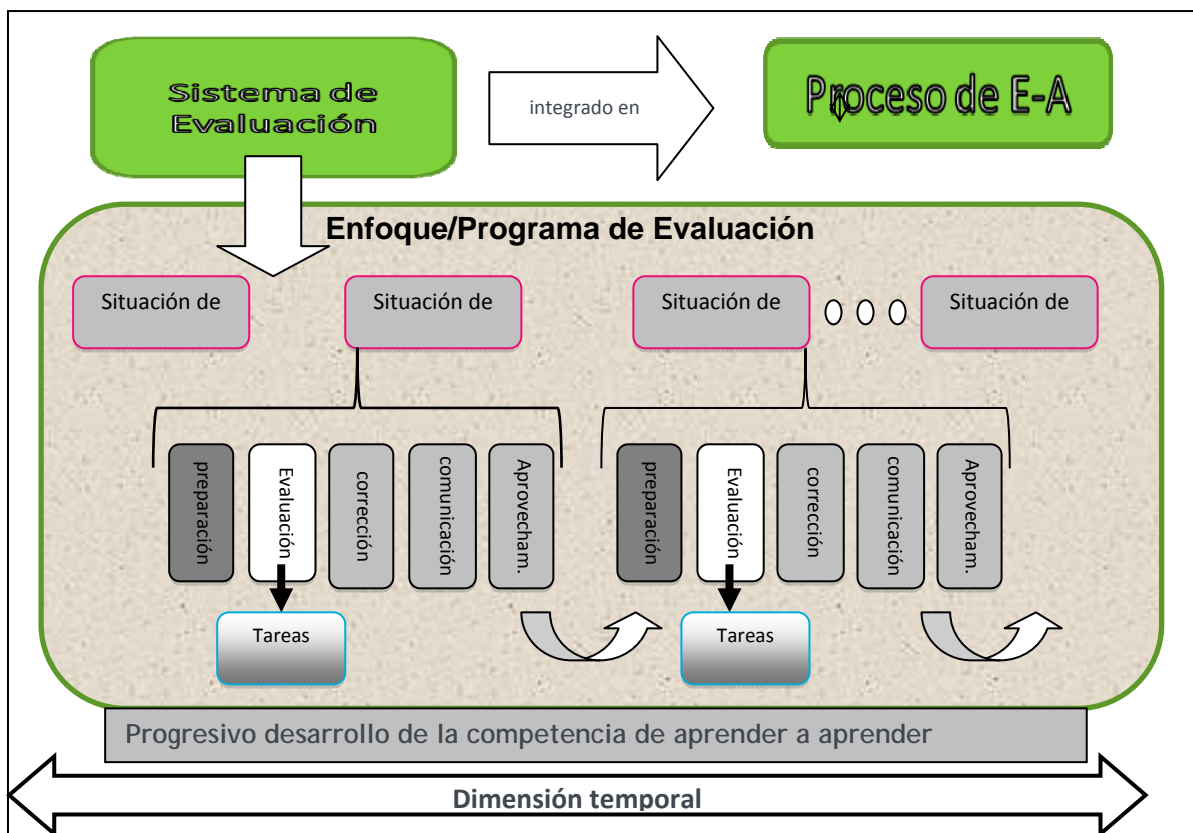 Sistema de
Evaluación
integrado en
Proceso de E-A
Enfoque/Programa de Evaluación
Situación de
Situación de
Situación de
Situación de
preparación
Evaluación
corrección
comunicación
Aprovecham.
preparación
Evaluación
corrección
comunicación
Aprovecham.
Tareas
Tareas
Progresivo desarrollo de la competencia de aprender a aprender
Dimensión temporal